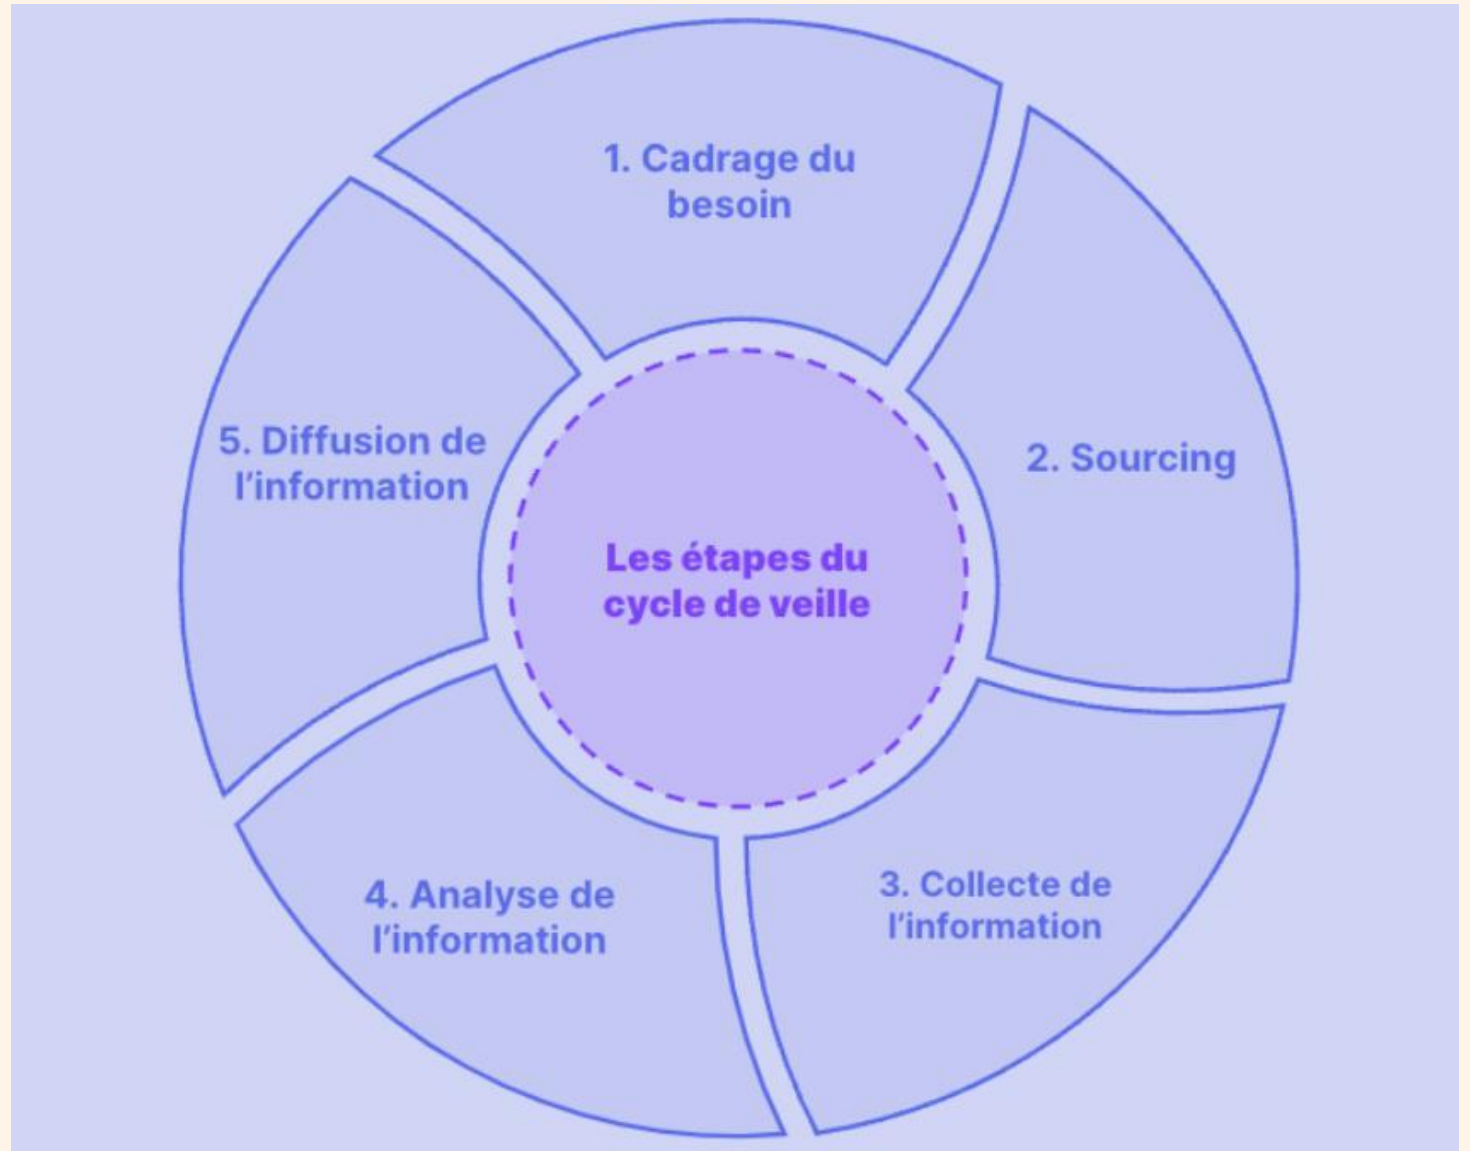 1. Cadrage du
besoin
2. Sourcing
3. Collecte de
l’information
4. Analyse de
l’information
5. Diffusion de
l’information
Les étapes du
cycle de veille